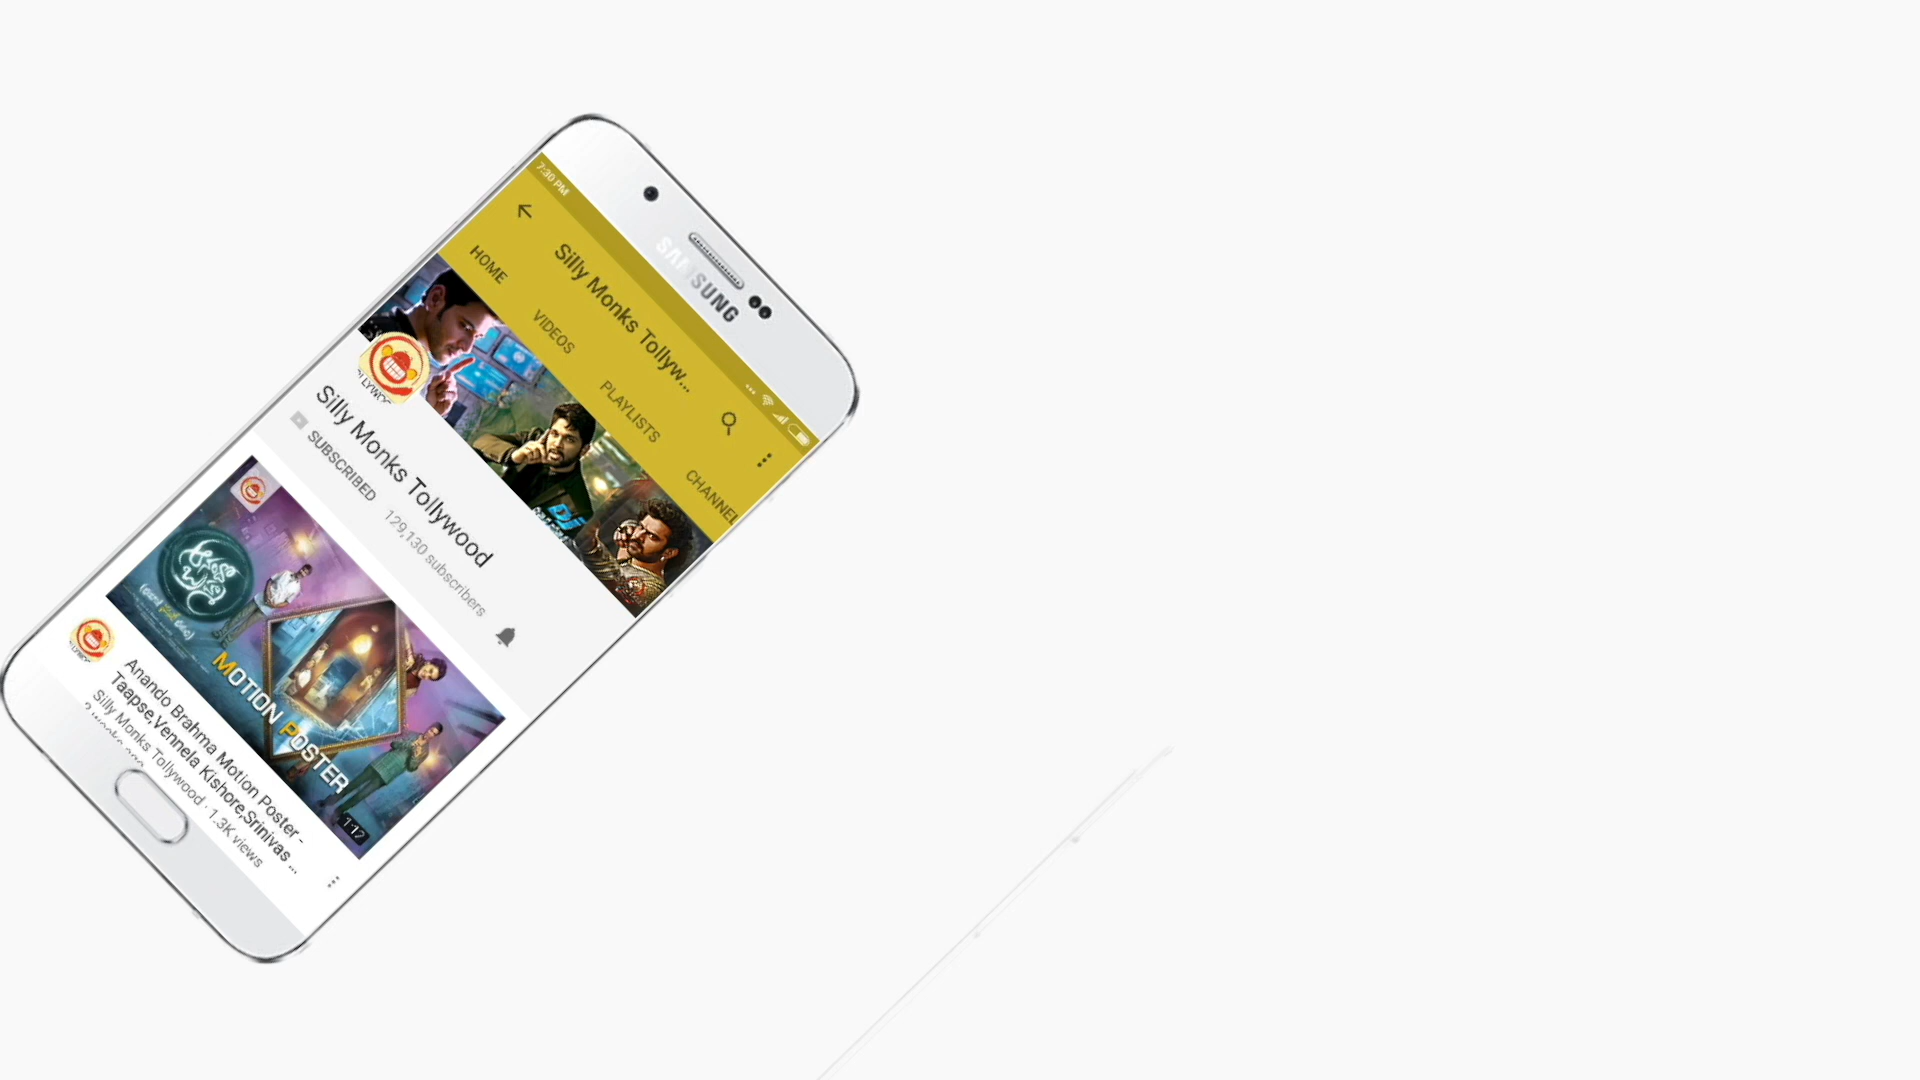 7:30 PM
SAMSUNG
Silly Monks Tollyw...
HOME
VIDEOS
PLAYLISTS
CHANNEL
Silly Monks Tollywood
SUBSCRIBED
129,130 subscribers
MOTION POSTER
1:12
Anando Brahma Motion Poster -
Taapse,Vennela Kishore,Srinivas ...
Silly Monks Tollywood · 1.3K views